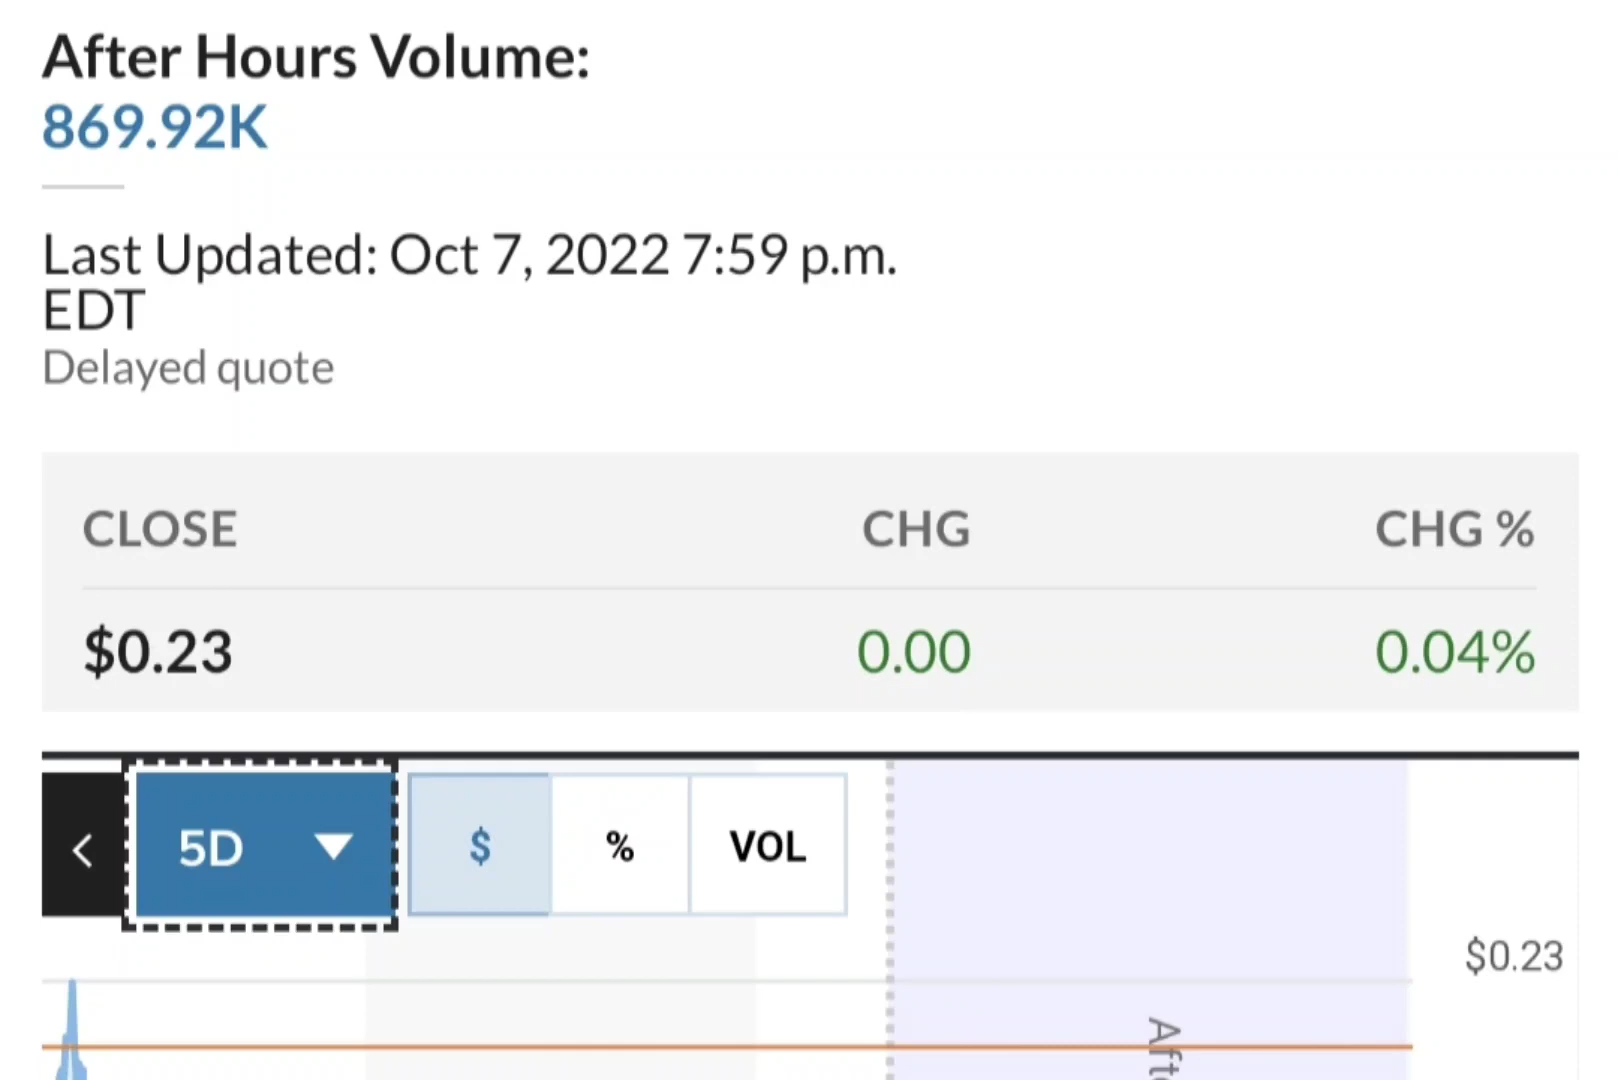 After Hours Volume:
869.92K
Last Updated: Oct 7, 2022 7:59 p.m.
EDT
Delayed quote
CLOSE CHG CHG %
$0.23 0.00 0.04%
5D $ % VOL
$0.23